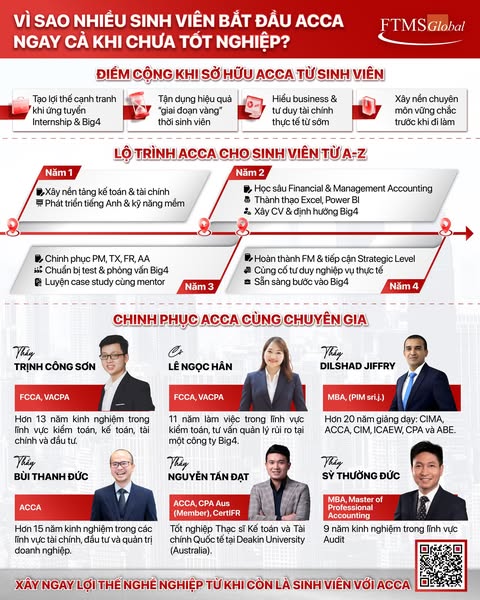 VÌ SAO NHIỀU SINH VIÊN BẮT ĐẦU ACCA
NGAY CẢ KHI CHƯA TỐT NGHIỆP?
FTMSGlobal
ĐIỂM CỘNG KHI SỞ HỮU ACCA TỪ SINH VIÊN
Tạo lợi thế cạnh tranh
khi ứng tuyển
Internship & Big4
Tận dụng hiệu quả
“giai đoạn vàng”
thời sinh viên
Hiểu business &
tư duy tài chính
thực tế từ sớm
Xây nền chuyên
môn vững chắc
trước khi đi làm
LỘ TRÌNH ACCA CHO SINH VIÊN TỪ A-Z
Năm 1
Xây nền tảng kế toán & tài chính
Phát triển tiếng Anh & kỹ năng mềm
Năm 2
Học sâu Financial & Management Accounting
Thành thạo Excel, Power BI
Xây CV & định hướng Big4
Chinh phục PM, TX, FR, AA
Chuẩn bị test & phỏng vấn Big4
Luyện case study cùng mentor
Năm 3
Hoàn thành FM & tiếp cận Strategic Level
Củng cố tư duy nghiệp vụ thực tế
Sẵn sàng bước vào Big4
Năm 4
CHINH PHỤC ACCA CÙNG CHUYÊN GIA
Thầy
TRỊNH CÔNG SƠN
FCCA, VACPA
Hơn 13 năm kinh nghiệm trong
lĩnh vực kiểm toán, kế toán, tài
chính và đầu tư.
Cô
LÊ NGỌC HÂN
FCCA, VACPA
11 năm làm việc trong lĩnh vực
kiểm toán, tư vấn quản lý rủi ro tại
một công ty Big4.
Thầy
DILSHAD JIFFRY
MBA, (PIM sri.j.)
Hơn 20 năm giảng dạy: CIMA,
ACCA, CIM, ICAEW, CPA và ABE.
Thầy
BÙI THANH ĐỨC
ACCA
Hơn 15 năm kinh nghiệm trong các
lĩnh vực tài chính, đầu tư và quản trị
doanh nghiệp.
Thầy
NGUYỄN TẤN ĐẠT
ACCA, CPA Aus
(Member), CertIFR
Tốt nghiệp Thạc sĩ Kế toán và Tài
chính Quốc tế tại Deakin University
(Australia).
Thầy
SỲ THƯỜNG ĐỨC
MBA, Master of
Professional
Accounting
9 năm kinh nghiệm trong lĩnh vực
Audit
XÂY NGAY LỢI THẾ NGHỀ NGHIỆP TỪ KHI CÒN LÀ SINH VIÊN VỚI ACCA